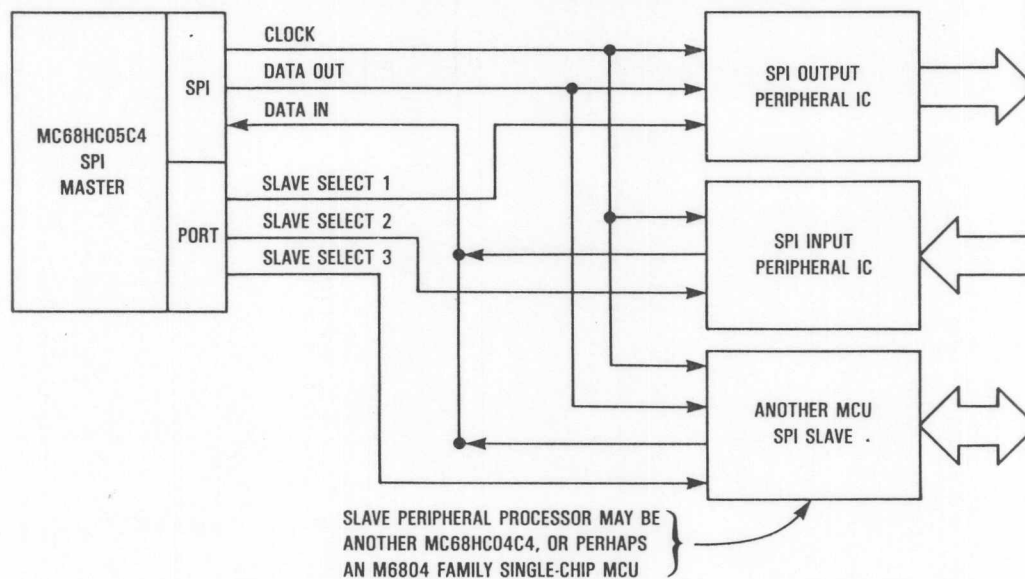 MC68HC05C4
SPI
MASTER
SPI
PORT
CLOCK
DATA OUT
DATA IN
SLAVE SELECT 1
SLAVE SELECT 2
SLAVE SELECT 3
SPI OUTPUT
PERIPHERAL IC
SPI INPUT
PERIPHERAL IC
ANOTHER MCU
SPI SLAVE
SLAVE PERIPHERAL PROCESSOR MAY BE
ANOTHER MC68HC04C4, OR PERHAPS
AN M6804 FAMILY SINGLE-CHIP MCU